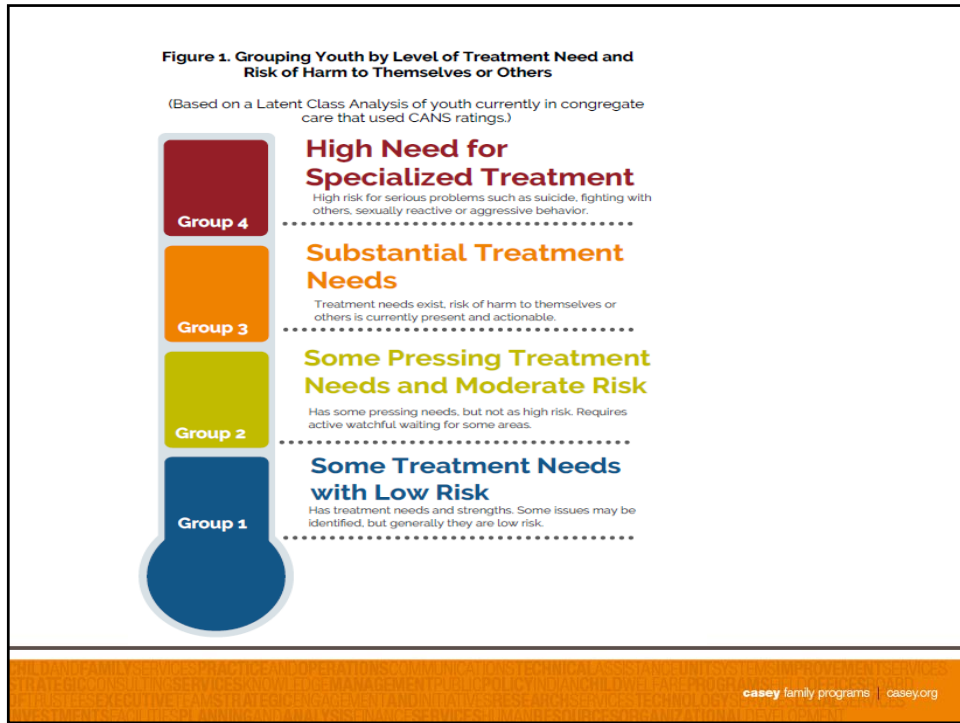 Figure 1. Grouping Youth by Level of Treatment Need and
Risk of Harm to Themselves or Others
(Based on a Latent Class Analysis of youth currently in congregate
care that used CANS ratings.)
High Need for
Specialized Treatment
High risk for serious problems such as suicide, fighting with
others, sexually reactive or aggressive behavior.
Group 4
Substantial Treatment
Needs
Treatment needs exist, risk of harm to themselves or
others is currently present and actionable.
Group 3
Some Pressing Treatment
Needs and Moderate Risk
Has some pressing needs, but not as high risk. Requires
active watchful waiting for some areas.
Group 2
Some Treatment Needs
with Low Risk
Has treatment needs and strengths. Some issues may be
identified, but generally they are low risk.
Group 1
casey family programs | casey.org